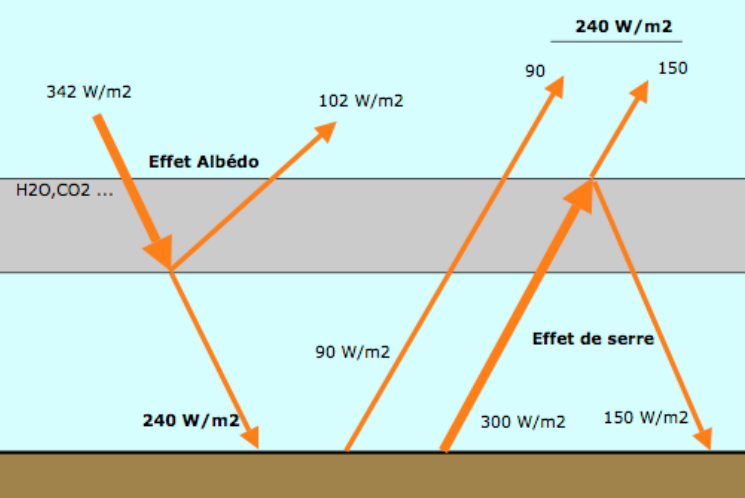 240 W/m2
90
150
342 W/m2
102 W/m2
Effet Albédo
H2O,CO2 ...
Effet de serre
90 W/m2
240 W/m2
300 W/m2
150 W/m2